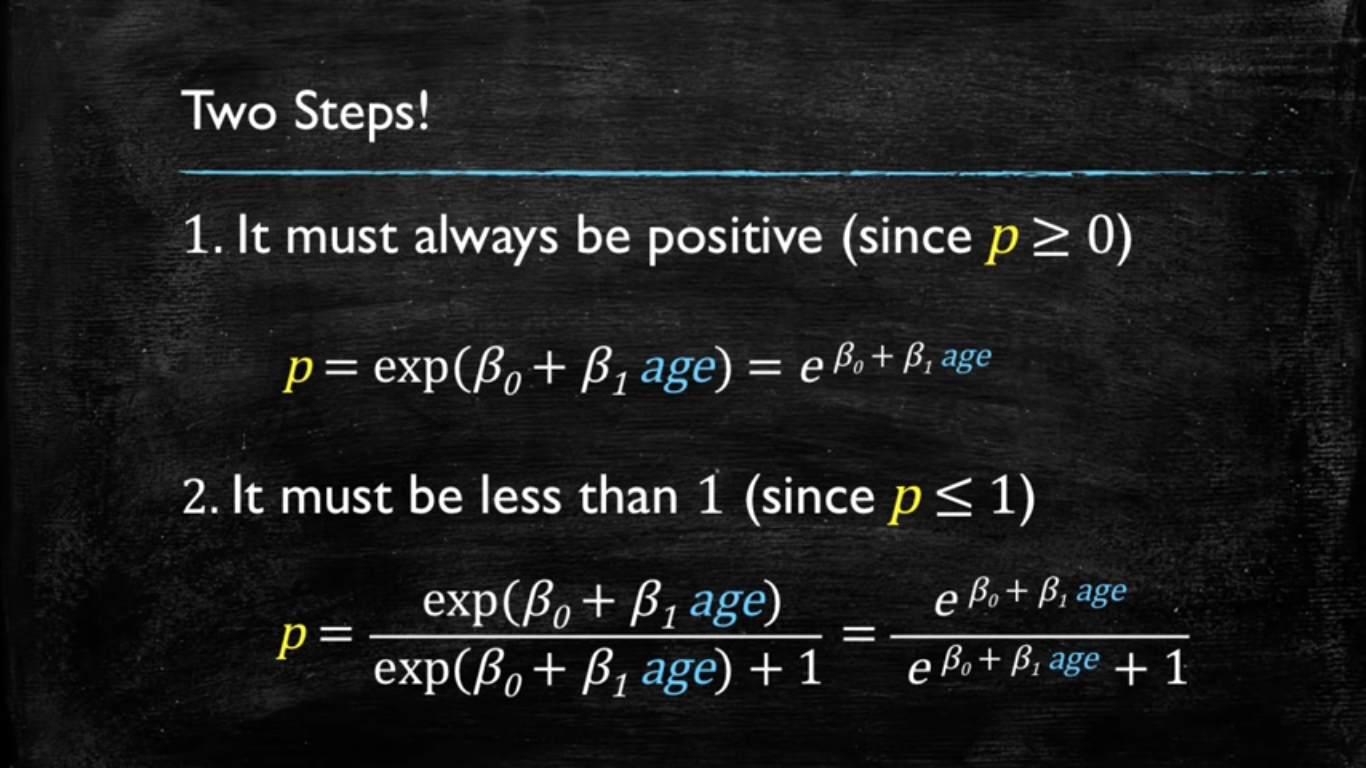 Two Steps!
1. It must always be positive (since p ≥ 0)
p = exp(β₀ + β₁ age) = e^(β₀ + β₁ age)
2. It must be less than 1 (since p ≤ 1)
p = exp(β₀ + β₁ age) / (exp(β₀ + β₁ age) + 1) = e^(β₀ + β₁ age) / (e^(β₀ + β₁ age) + 1)